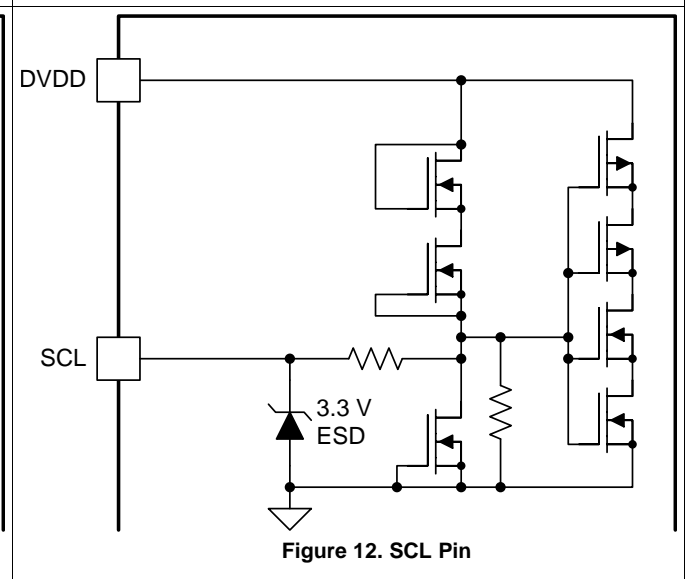 DVDD
SCL
3.3 V
ESD
Figure 12. SCL Pin